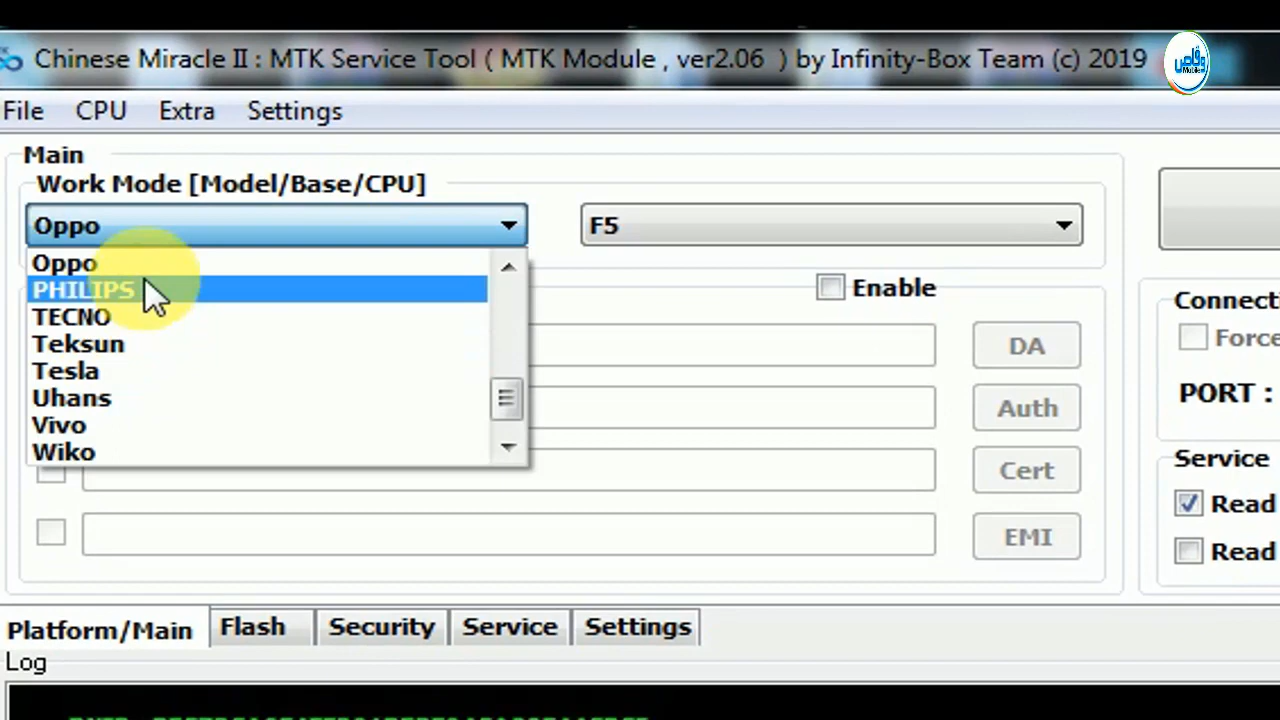 Chinese Miracle II : MTK Service Tool ( MTK Module , ver2.06 ) by Infinity-Box Team (c) 2019
File CPU Extra Settings
Main
Work Mode [Model/Base/CPU]
Oppo F5
Oppo
PHILIPS
TECNO
Teksun
Tesla
Uhans
Vivo
Wiko
Enable
DA
Auth
Cert
EMI
Connecti
Force
PORT :
Service
Read
Read
Platform/Main Flash Security Service Settings
Log